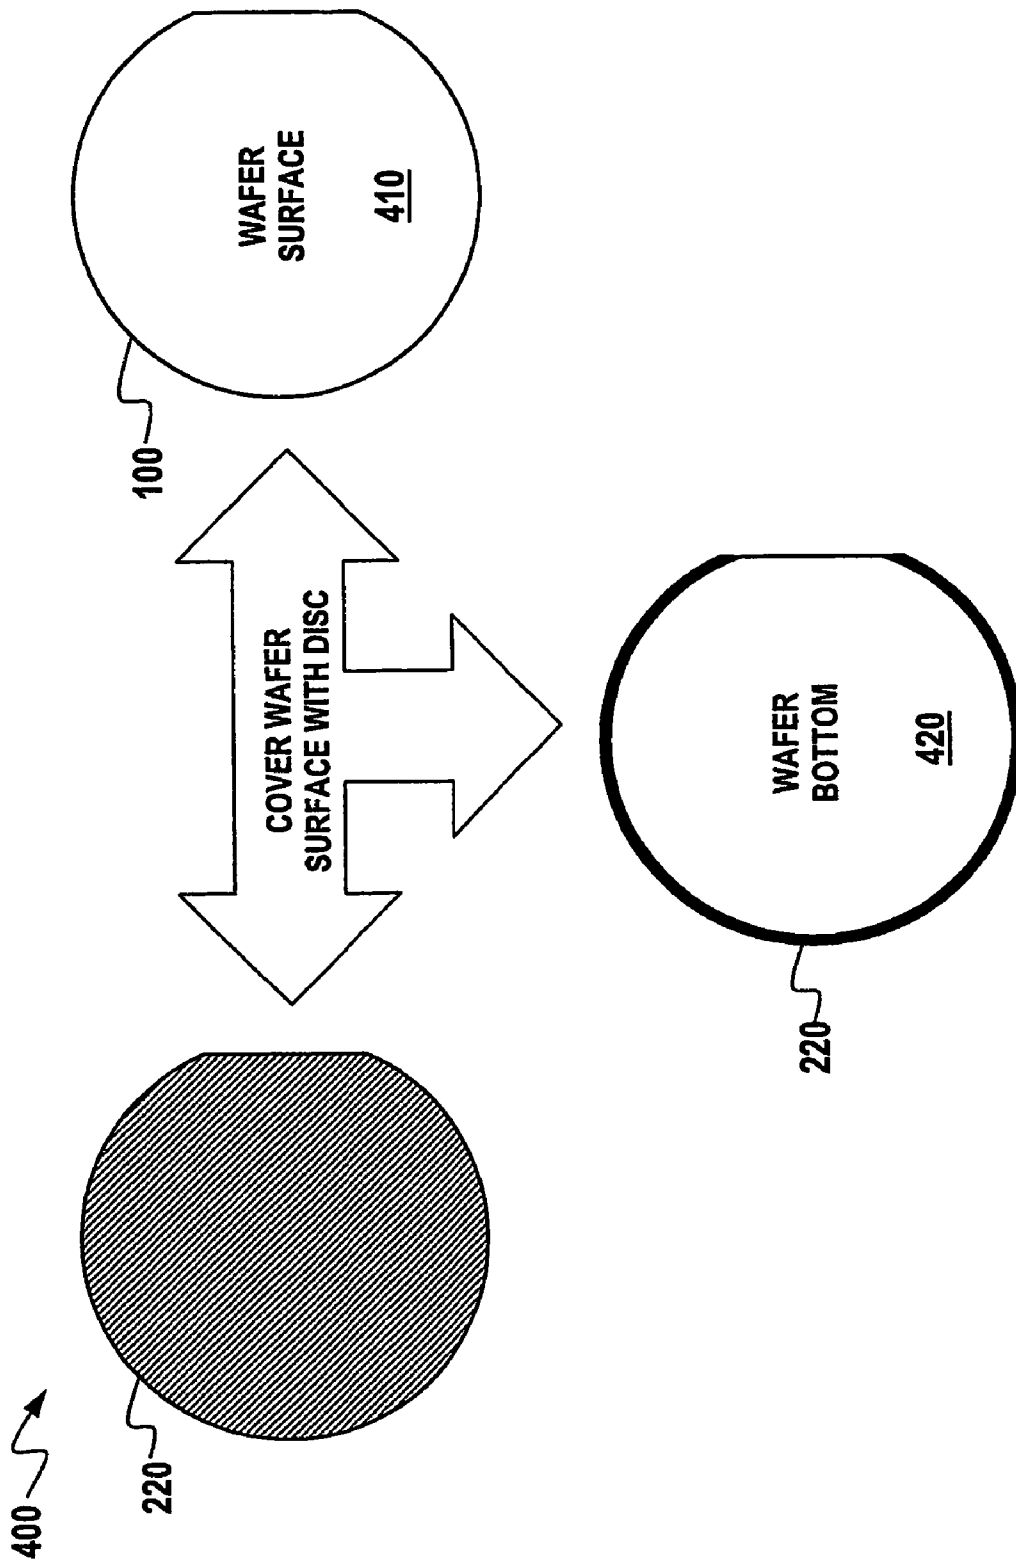 400
220
COVER WAFER
SURFACE WITH DISC
100
WAFER
SURFACE
410
220
WAFER
BOTTOM
420